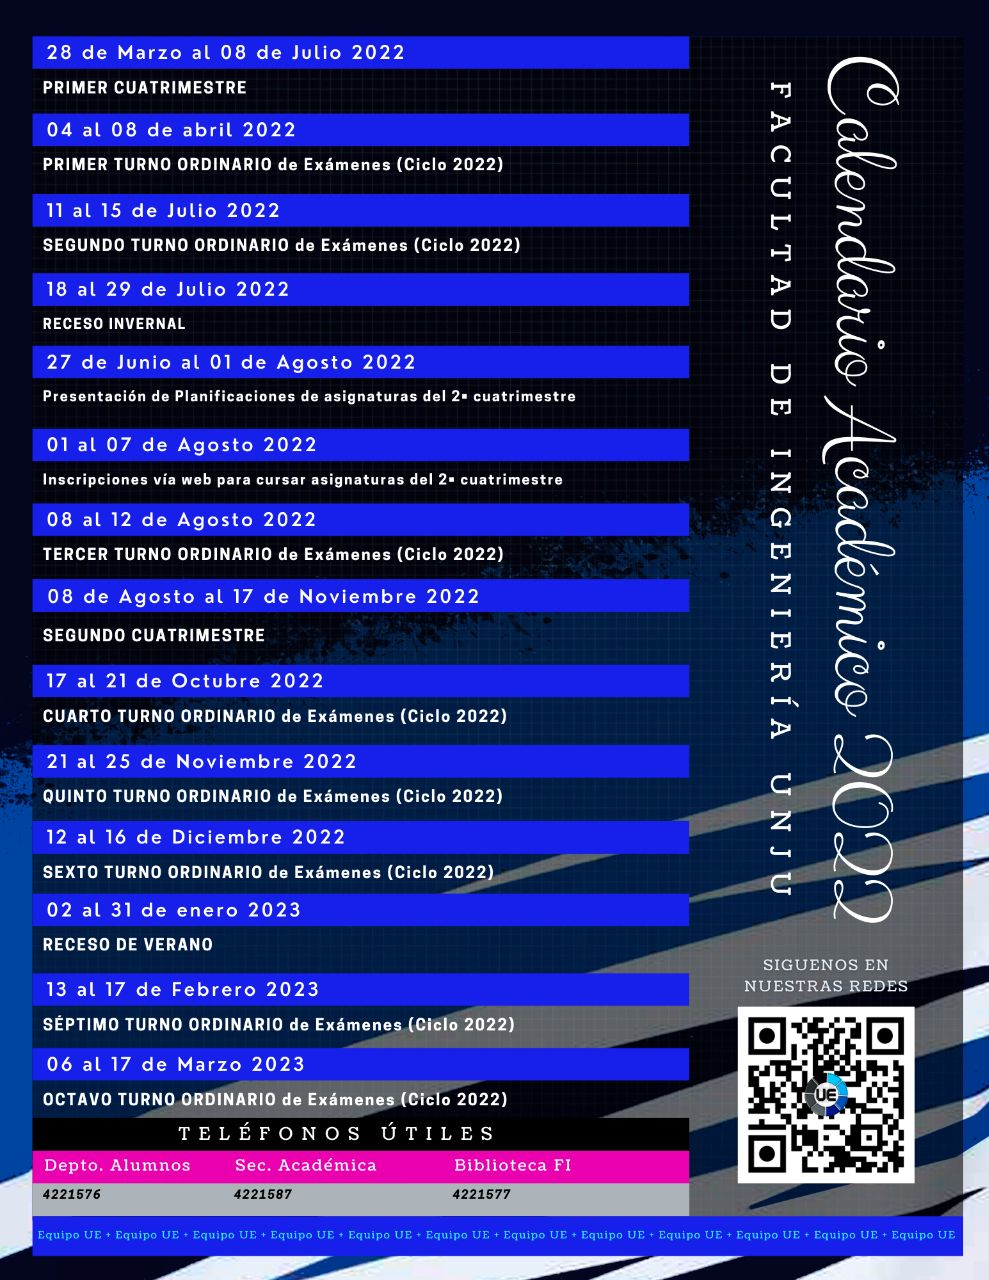 28 de Marzo al 08 de Julio 2022
PRIMER CUATRIMESTRE
04 al 08 de abril 2022
PRIMER TURNO ORDINARIO de Exámenes (Ciclo 2022)
11 al 15 de Julio 2022
SEGUNDO TURNO ORDINARIO de Exámenes (Ciclo 2022)
18 al 29 de Julio 2022
RECESO INVERNAL
27 de Junio al 01 de Agosto 2022
Presentación de Planificaciones de asignaturas del 2▪ cuatrimestre
01 al 07 de Agosto 2022
Inscripciones vía web para cursar asignaturas del 2▪ cuatrimestre
08 al 12 de Agosto 2022
TERCER TURNO ORDINARIO de Exámenes (Ciclo 2022)
08 de Agosto al 17 de Noviembre 2022
SEGUNDO CUATRIMESTRE
17 al 21 de Octubre 2022
CUARTO TURNO ORDINARIO de Exámenes (Ciclo 2022)
21 al 25 de Noviembre 2022
QUINTO TURNO ORDINARIO de Exámenes (Ciclo 2022)
12 al 16 de Diciembre 2022
SEXTO TURNO ORDINARIO de Exámenes (Ciclo 2022)
02 al 31 de enero 2023
RECESO DE VERANO
13 al 17 de Febrero 2023
SÉPTIMO TURNO ORDINARIO de Exámenes (Ciclo 2022)
06 al 17 de Marzo 2023
OCTAVO TURNO ORDINARIO de Exámenes (Ciclo 2022)
TELÉFONOS ÚTILES
Depto. Alumnos Sec. Académica Biblioteca FI
4221576 4221587 4221577
Calendario Académico 2022
FACULTAD DE INGENIERÍA UNJU
SIGUENOS EN
NUESTRAS REDES
UE
Equipo UE + Equipo UE + Equipo UE + Equipo UE + Equipo UE + Equipo UE + Equipo UE + Equipo UE + Equipo UE + Equipo UE + Equipo UE + Equipo UE